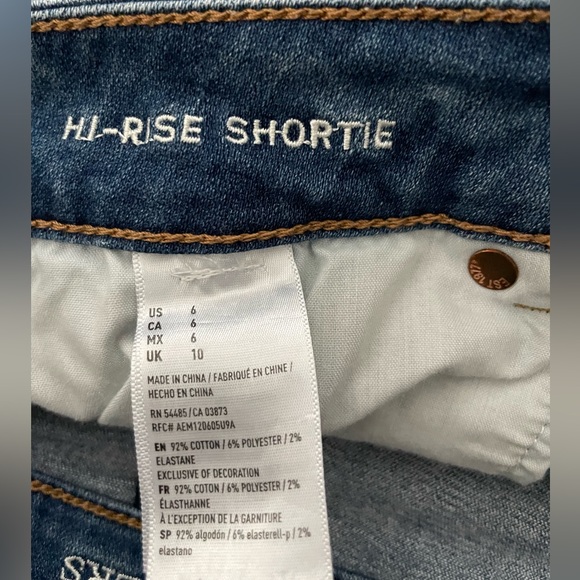 HI-RISE SHORTIE
EST 1977
US 6
CA 6
MX 6
UK 10
MADE IN CHINA / FABRIQUÉ EN CHINE /
HECHO EN CHINA
RN 54485/CA 03873
RFC# AEM120605U9A
EN 92% COTTON / 6% POLYESTER / 2%
ELASTANE
EXCLUSIVE OF DECORATION
FR 92% COTON / 6% POLYESTER / 2%
ÉLASTHANNE
À L'EXCEPTION DE LA GARNITURE
SP 92% algodón / 6% elasterell-p / 2%
elastano